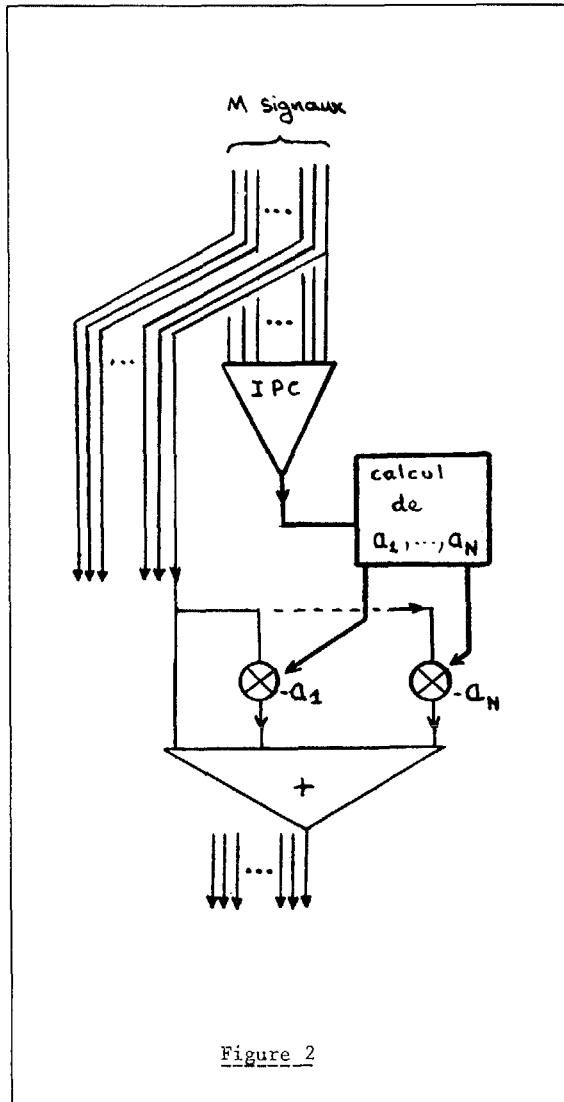 M signaux
...
...
...
IPC
calcul
de
a1,...,aN
-a1
-aN
+
...
Figure 2